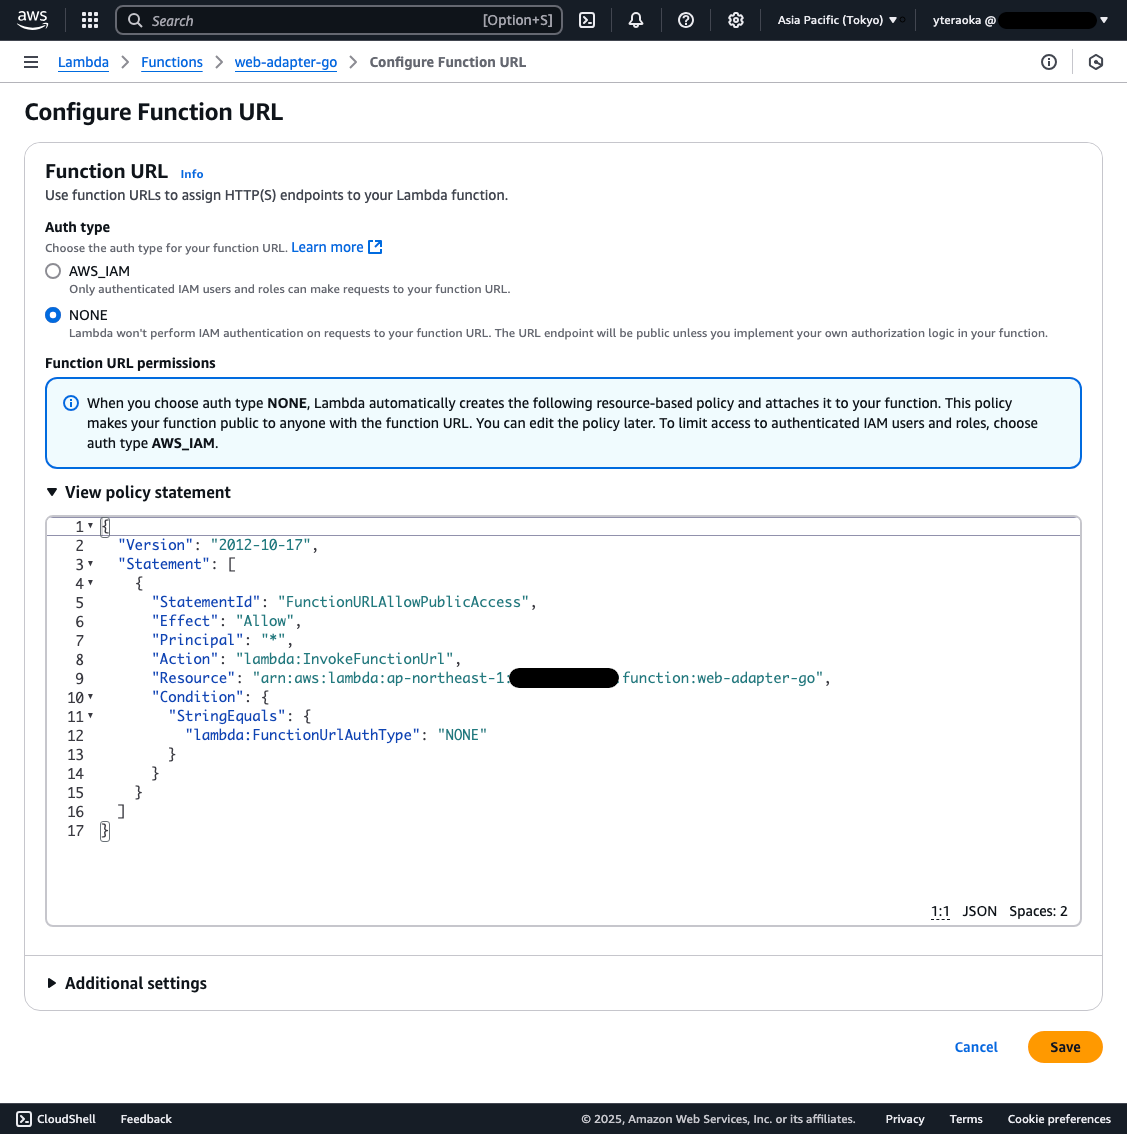 aws
Search [Option+S] Asia Pacific (Tokyo) yteraoka @
Lambda Functions web-adapter-go Configure Function URL
Configure Function URL
Function URL Info
Use function URLs to assign HTTP(S) endpoints to your Lambda function.
Auth type
Choose the auth type for your function URL. Learn more
AWS_IAM
Only authenticated IAM users and roles can make requests to your function URL.
NONE
Lambda won't perform IAM authentication on requests to your function URL. The URL endpoint will be public unless you implement your own authorization logic in your function.
Function URL permissions
When you choose auth type NONE, Lambda automatically creates the following resource-based policy and attaches it to your function. This policy
makes your function public to anyone with the function URL. You can edit the policy later. To limit access to authenticated IAM users and roles, choose
auth type AWS_IAM.
View policy statement
1 {
2 "Version": "2012-10-17",
3 "Statement": [
4 {
5 "StatementId": "FunctionURLAllowPublicAccess",
6 "Effect": "Allow",
7 "Principal": "*",
8 "Action": "lambda:InvokeFunctionUrl",
9 "Resource": "arn:aws:lambda:ap-northeast-1: function:web-adapter-go",
10 "Condition": {
11 "StringEquals": {
12 "lambda:FunctionUrlAuthType": "NONE"
13 }
14 }
15 }
16 ]
17 }
1:1 JSON Spaces: 2
Additional settings
Cancel Save
CloudShell Feedback © 2025, Amazon Web Services, Inc. or its affiliates. Privacy Terms Cookie preferences